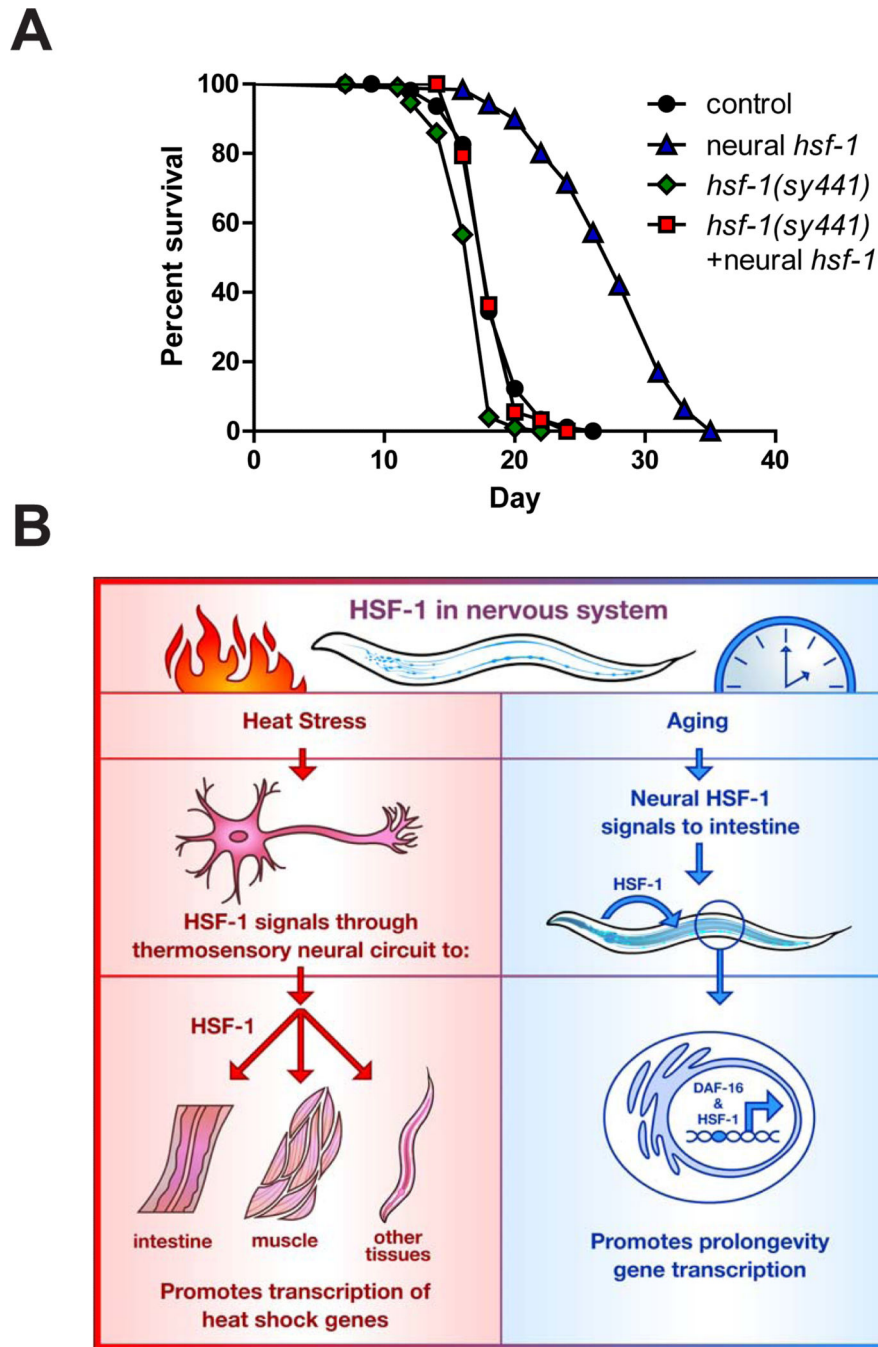 A
100
80
60
40
20
0
Percent survival
0
10
20
30
40
Day
control
neural hsf-1
hsf-1(sy441)
hsf-1(sy441)
+neural hsf-1
B
HSF-1 in nervous system
Heat Stress
HSF-1 signals through
thermosensory neural circuit to:
HSF-1
intestine
muscle
other
tissues
Promotes transcription of
heat shock genes
Aging
Neural HSF-1
signals to intestine
HSF-1
DAF-16
&
HSF-1
Promotes prolongevity
gene transcription